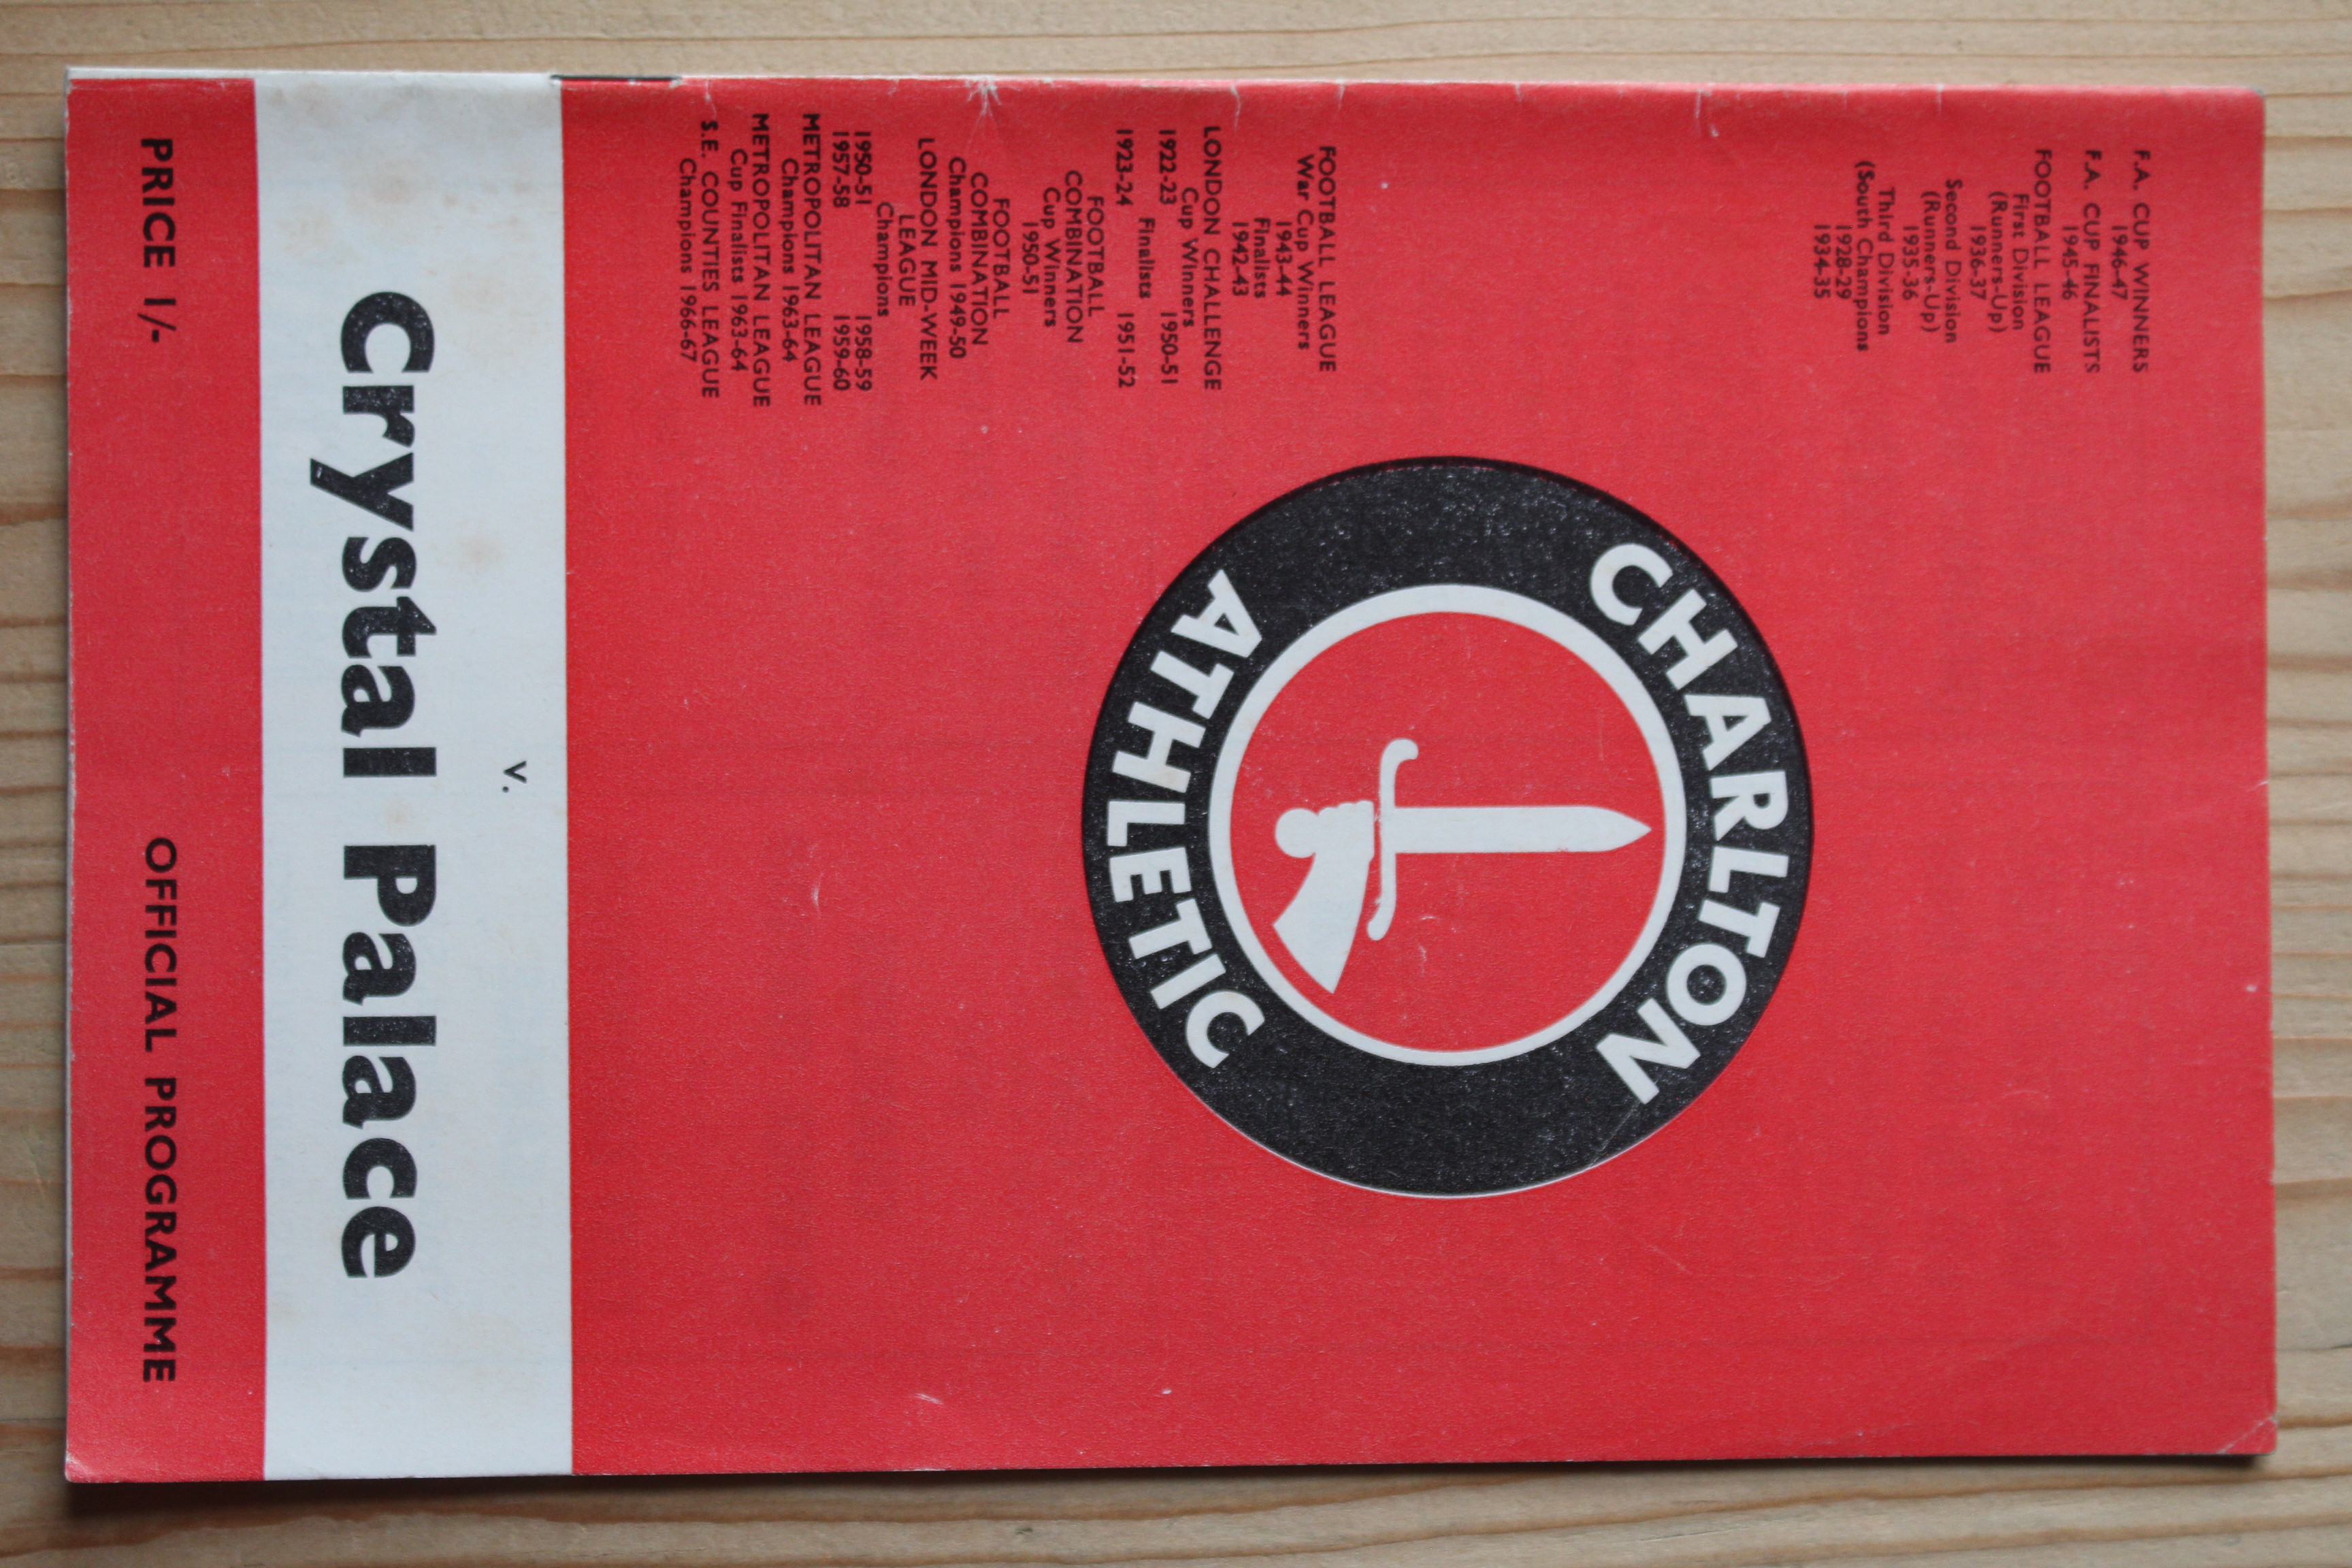 F.A. CUP WINNERS
1946-47
F.A. CUP FINALISTS
1945-46
FOOTBALL LEAGUE
First Division
(Runners-Up)
1936-37
Second Division
(Runners-Up)
1935-36
Third Division
(South Champions
1928-29
1934-35
CHARLTON
ATHLETIC
FOOTBALL LEAGUE
War Cup Winners
1943-44
Finalists
1942-43
LONDON CHALLENGE
Cup Winners
1922-23 1950-51
Finalists
1923-24 1951-52
FOOTBALL
COMBINATION
Cup Winners
1950-51
FOOTBALL
COMBINATION
Champions 1949-50
LONDON MID-WEEK
LEAGUE
Champions
1950-51 1958-59
1957-58 1959-60
METROPOLITAN LEAGUE
Champions 1963-64
METROPOLITAN LEAGUE
Cup Finalists 1963-64
S.E. COUNTIES LEAGUE
Champions 1966-67
v.
Crystal Palace
PRICE 1/- OFFICIAL PROGRAMME